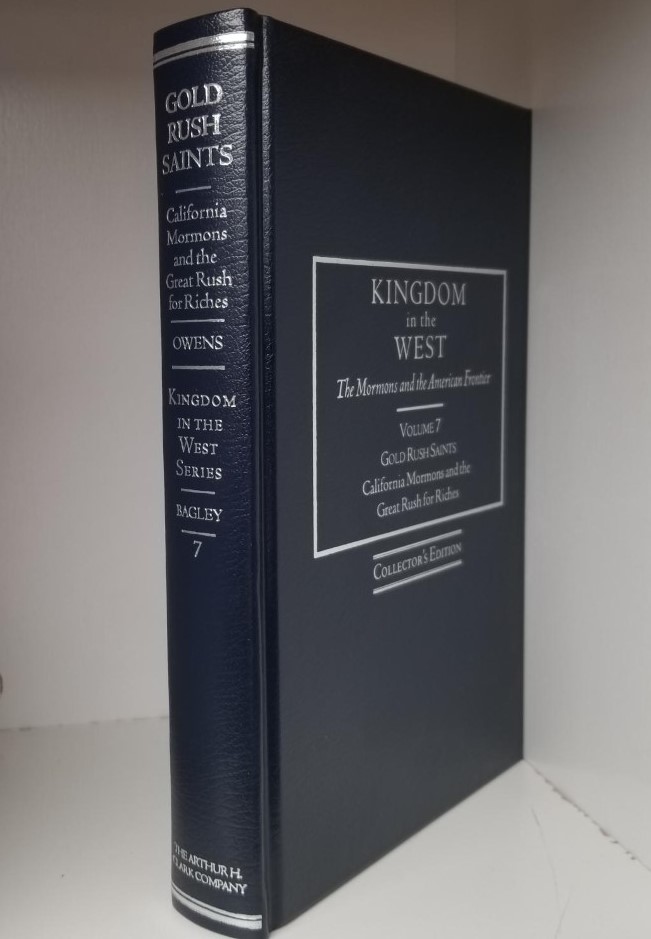 GOLD
RUSH
SAINTS
California
Mormons
and the
Great Rush
for Riches
OWENS
KINGDOM
IN THE
WEST
SERIES
BAGLEY
7
THE ARTHUR H.
CLARK COMPANY
KINGDOM
in the
WEST
The Mormons and the American Frontier
VOLUME 7
GOLD RUSH SAINTS
California Mormons and the
Great Rush for Riches
COLLECTOR'S EDITION